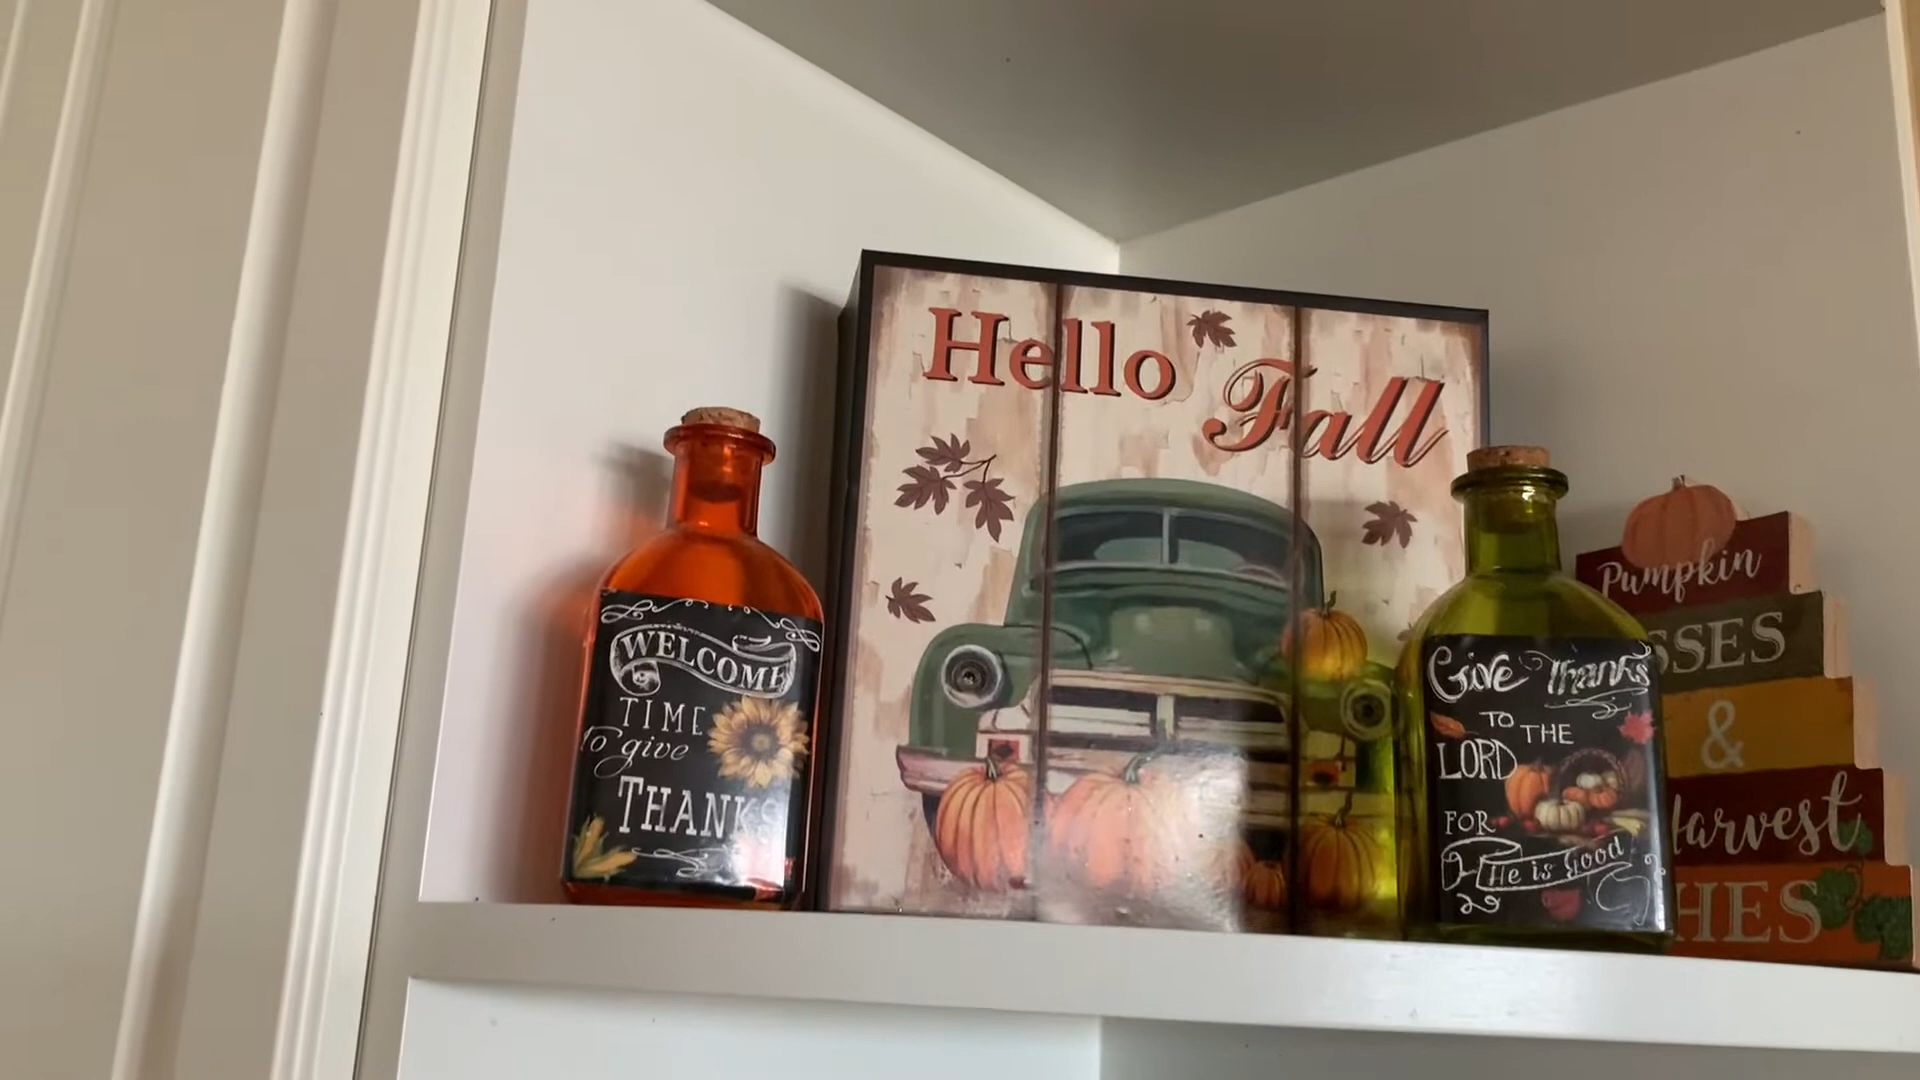 Hello
Fall
WELCOME
TIME
to give
THANKS
Give Thanks
TO THE
LORD
FOR
He is Good
Pumpkin
SSES
&
Harvest
HES